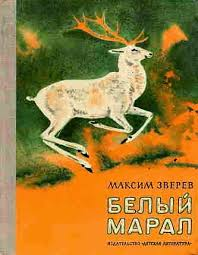 МАКСИМ ЗВЕРЕВ
БЕЛЫЙ
МАРАЛ
ИЗДАТЕЛЬСТВО «ДЕТСКАЯ ЛИТЕРАТУРА»